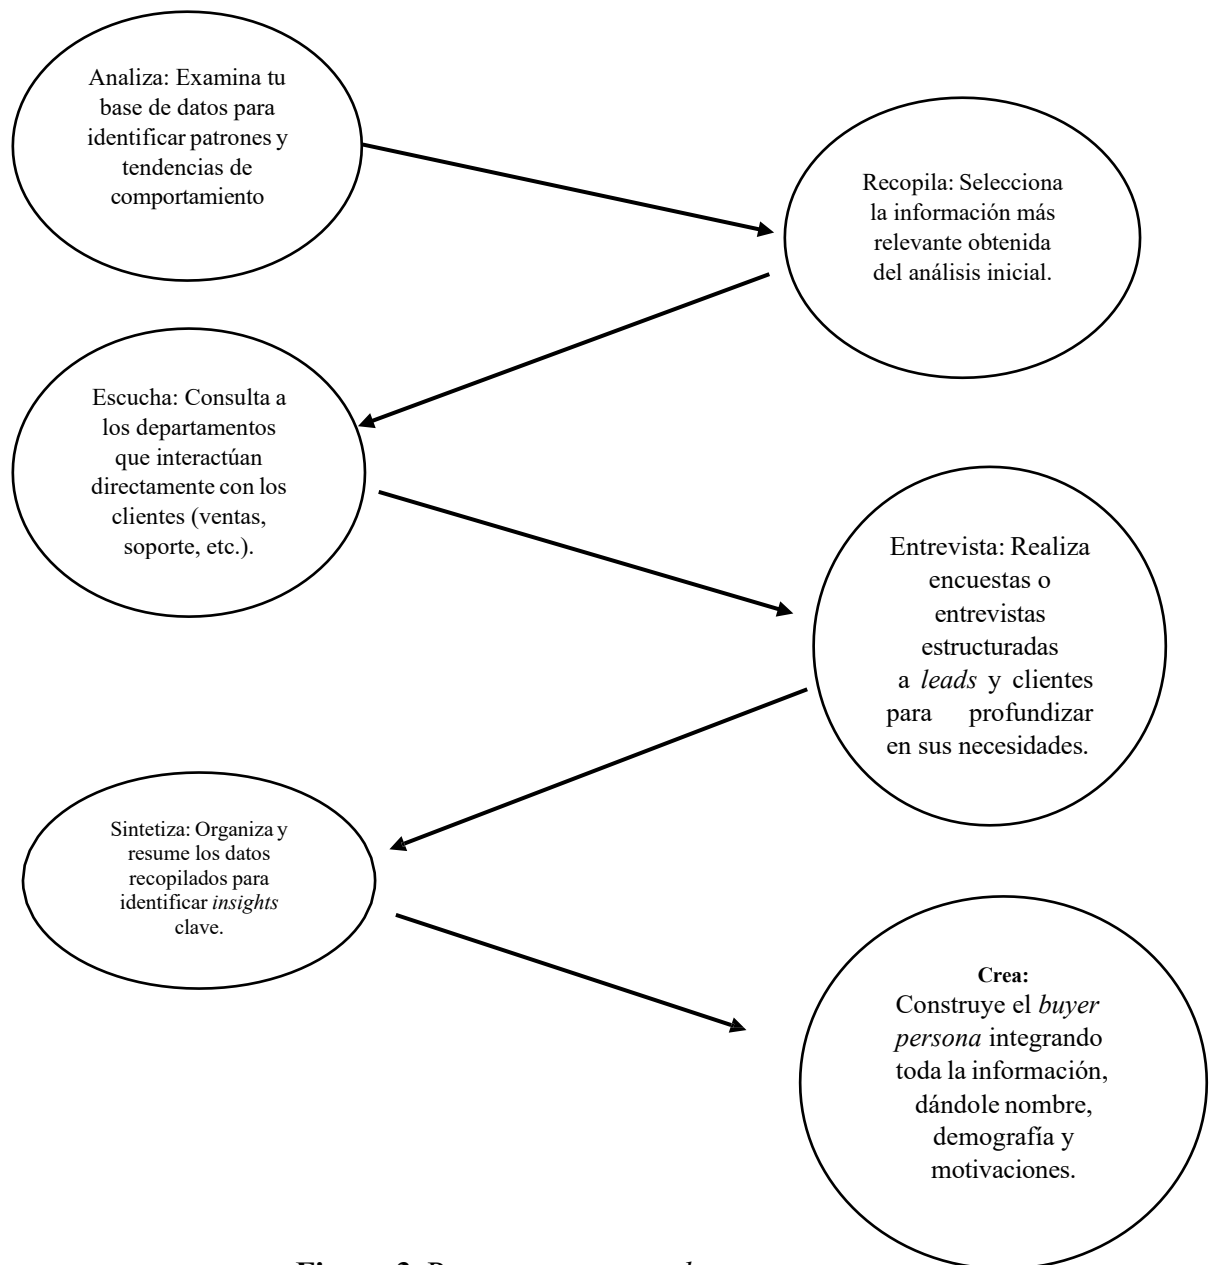 Analiza: Examina tu
base de datos para
identificar patrones y
tendencias de
comportamiento
Recopila: Selecciona
la información más
relevante obtenida
del análisis inicial.
Escucha: Consulta a
los departamentos
que interactúan
directamente con los
clientes (ventas,
soporte, etc.).
Entrevista: Realiza
encuestas o
entrevistas
estructuradas
a leads y clientes
para profundizar
en sus necesidades.
Sintetiza: Organiza y
resume los datos
recopilados para
identificar insights
clave.
Crea:
Construye el buyer
persona integrando
toda la información,
dándole nombre,
demografía y
motivaciones.